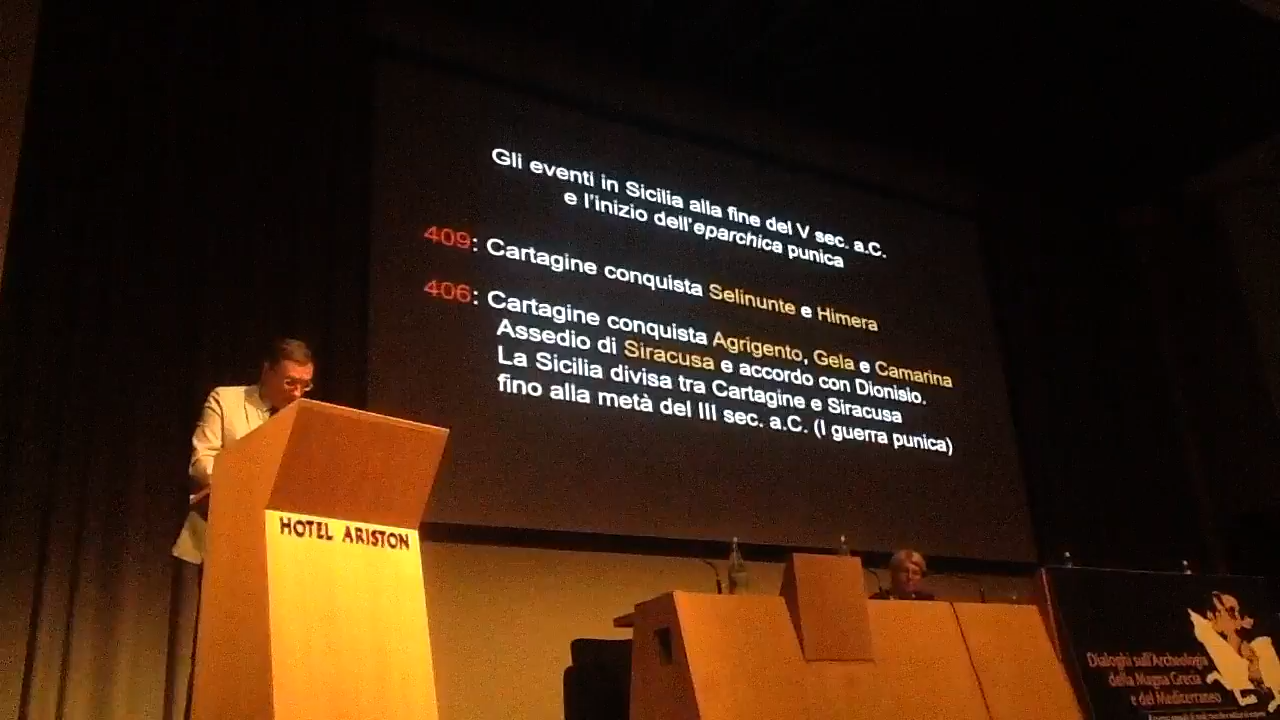 Gli eventi in Sicilia alla fine del V sec. a.C.
e l'inizio dell'eparchica punica
409: Cartagine conquista Selinunte e Himera
406: Cartagine conquista Agrigento, Gela e Camarina
Assedio di Siracusa e accordo con Dionisio.
La Sicilia divisa tra Cartagine e Siracusa
fino alla metà del III sec. a.C. (I guerra punica)
HOTEL ARISTON
Dialoghi sull'Archeologia
della Magna Grecia
e del Mediterraneo